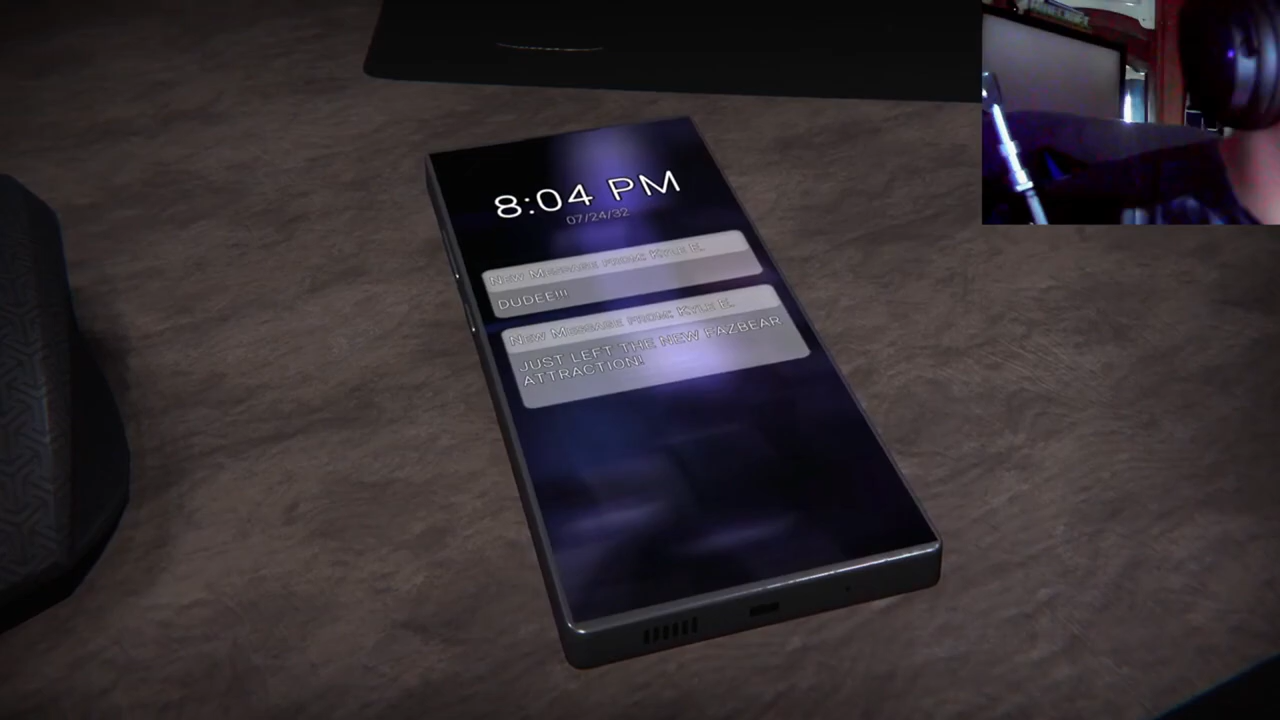 8:04 PM
07/24/32
New Message from: Kyle E.
DUDEE!!!
New Message from: Kyle E.
JUST LEFT THE NEW FAZBEAR
ATTRACTION!